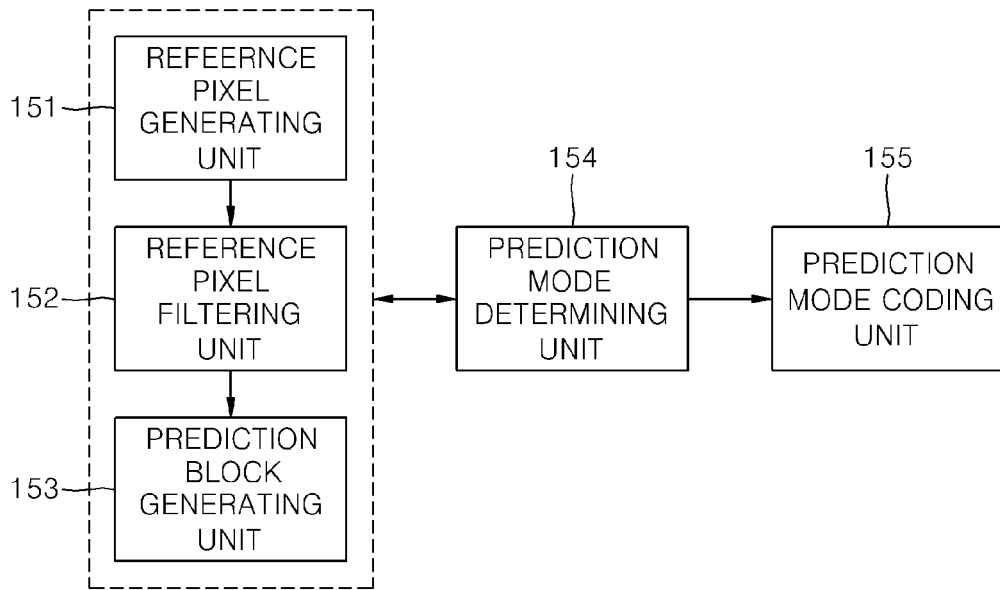 151
REFEERNCE
PIXEL
GENERATING
UNIT
152
REFERENCE
PIXEL
FILTERING
UNIT
153
PREDICTION
BLOCK
GENERATING
UNIT
154
PREDICTION
MODE
DETERMINING
UNIT
155
PREDICTION
MODE CODING
UNIT